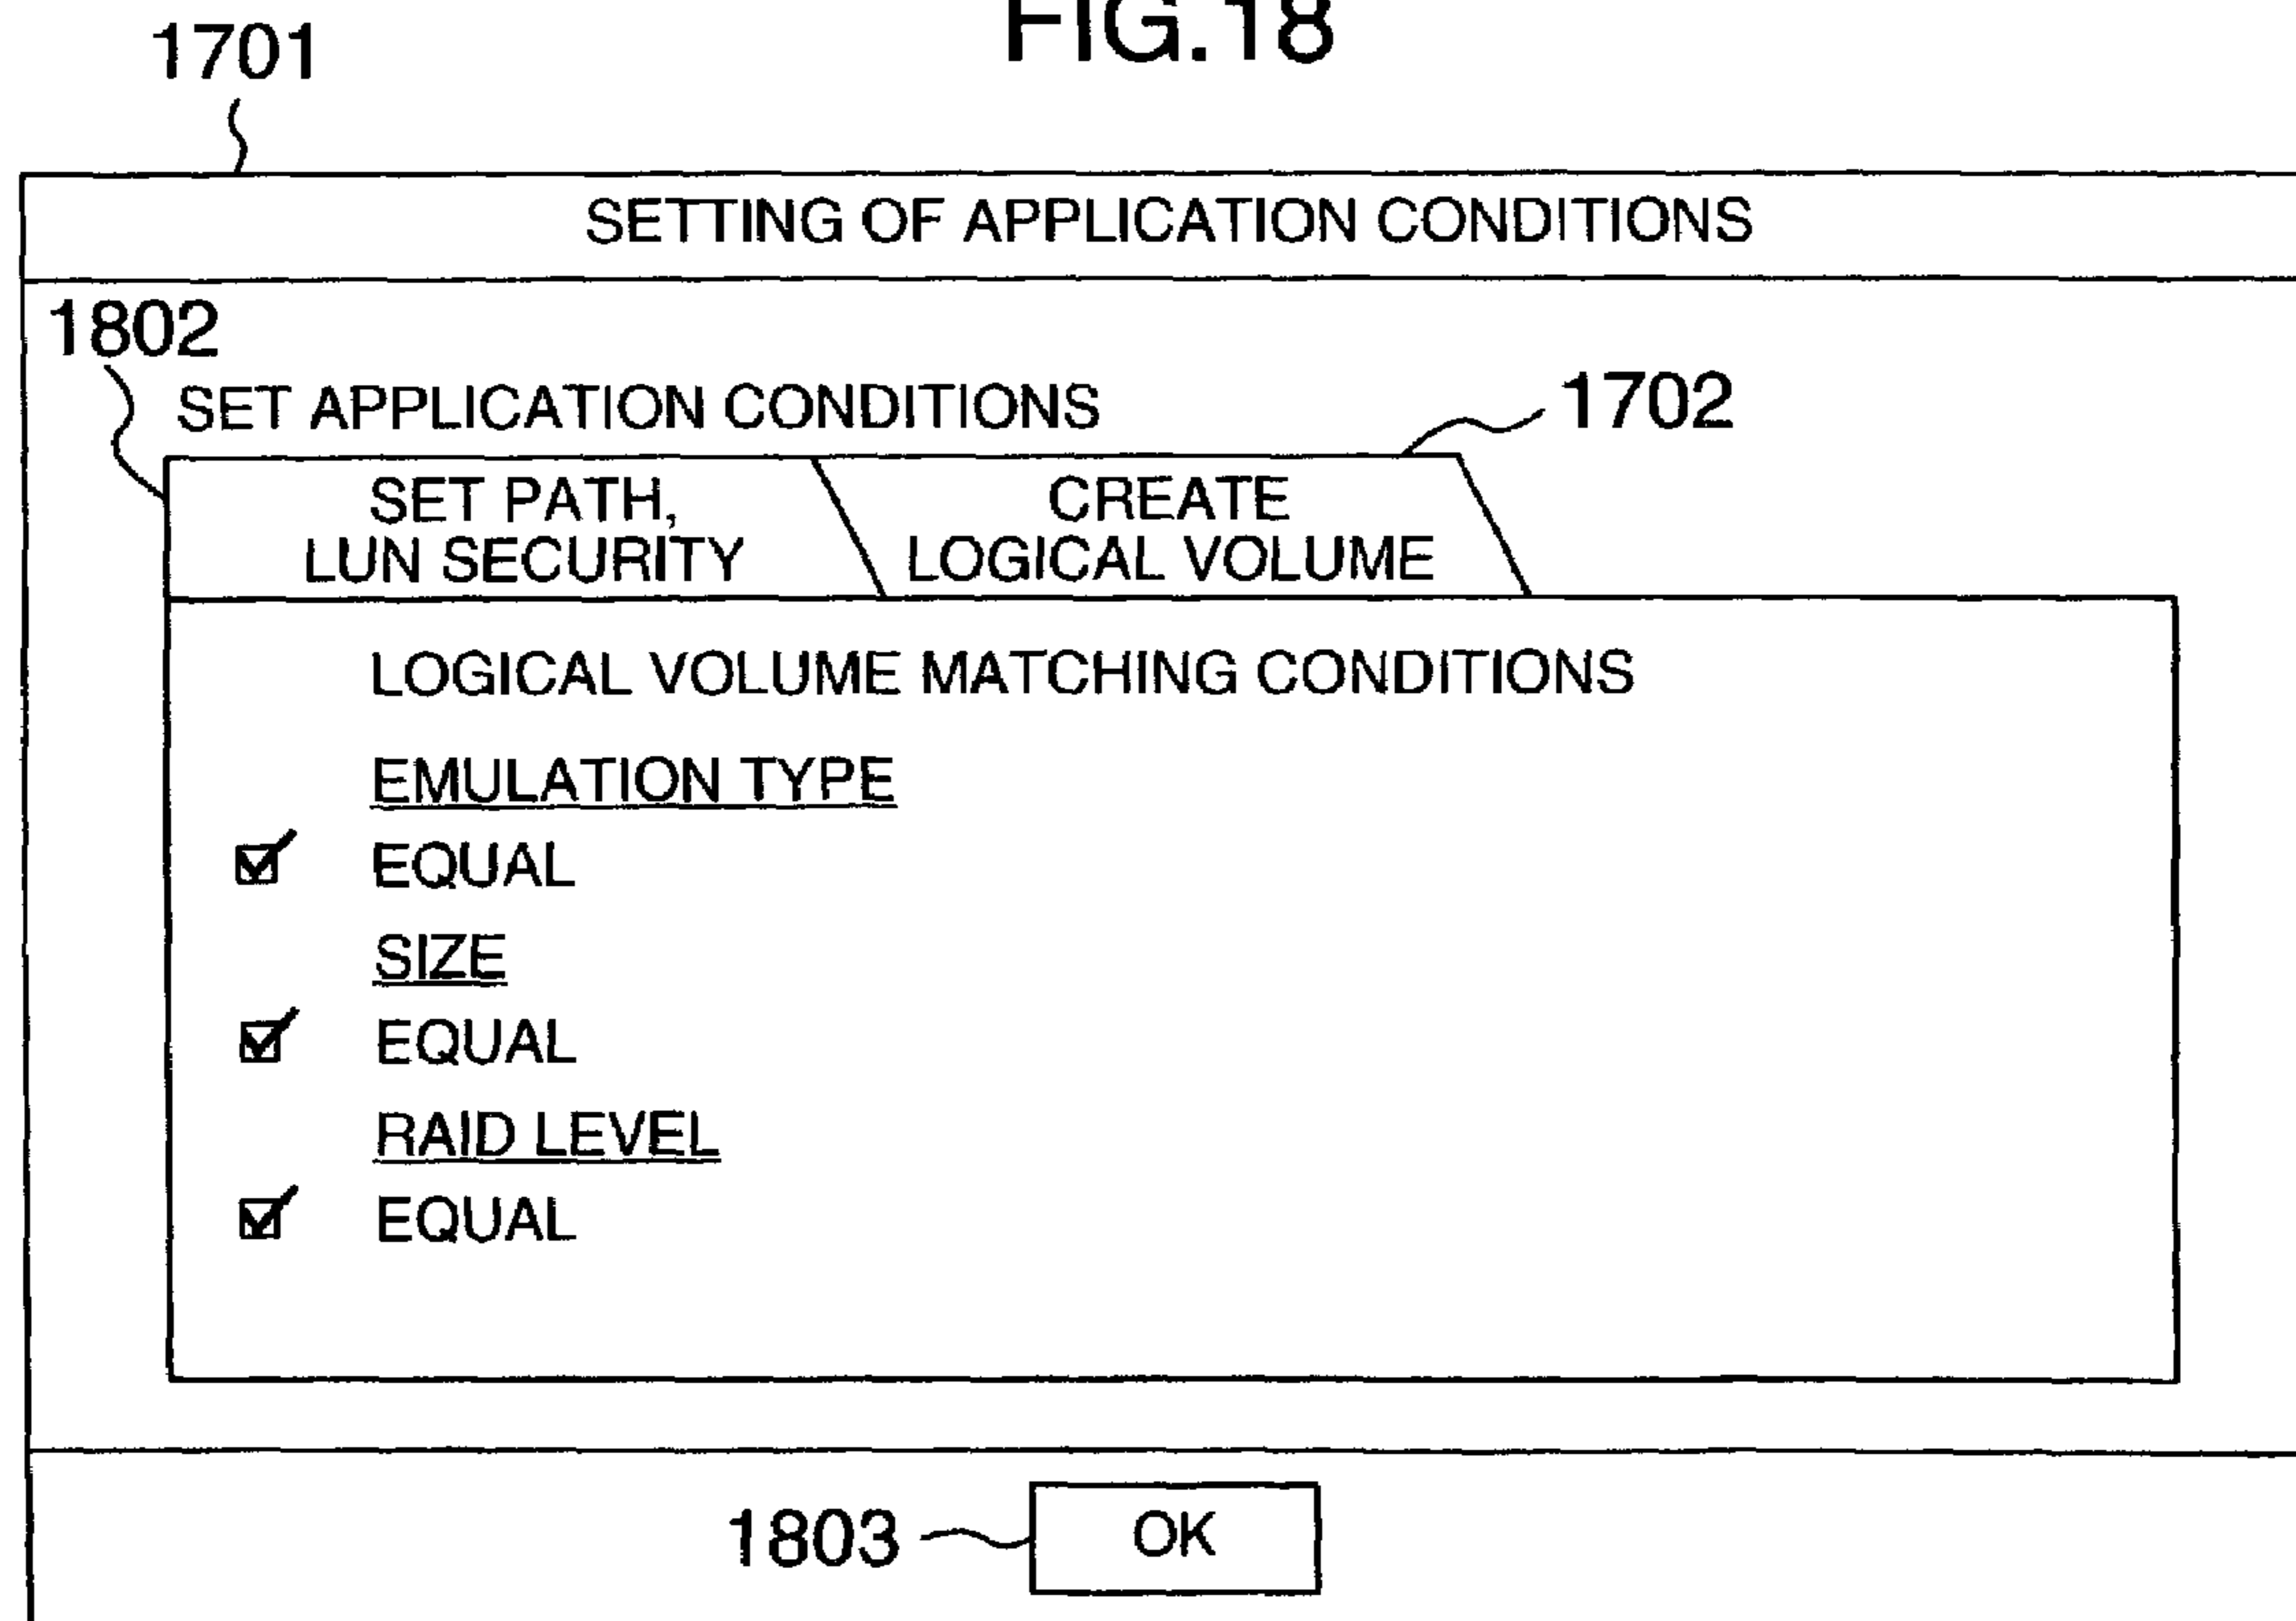 FIG.18
1701
SETTING OF APPLICATION CONDITIONS
1802
SET APPLICATION CONDITIONS
1702
SET PATH,
LUN SECURITY
CREATE
LOGICAL VOLUME
LOGICAL VOLUME MATCHING CONDITIONS
EMULATION TYPE
EQUAL
SIZE
EQUAL
RAID LEVEL
EQUAL
1803
OK